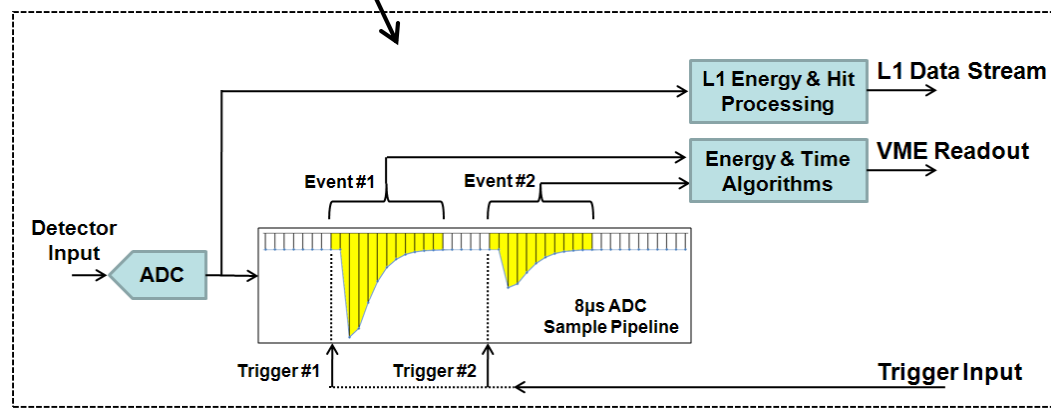 L1 Energy & Hit
Processing
L1 Data Stream
Energy & Time
Algorithms
VME Readout
Event #1
Event #2
Detector
Input
ADC
8µs ADC
Sample Pipeline
Trigger #1
Trigger #2
Trigger Input